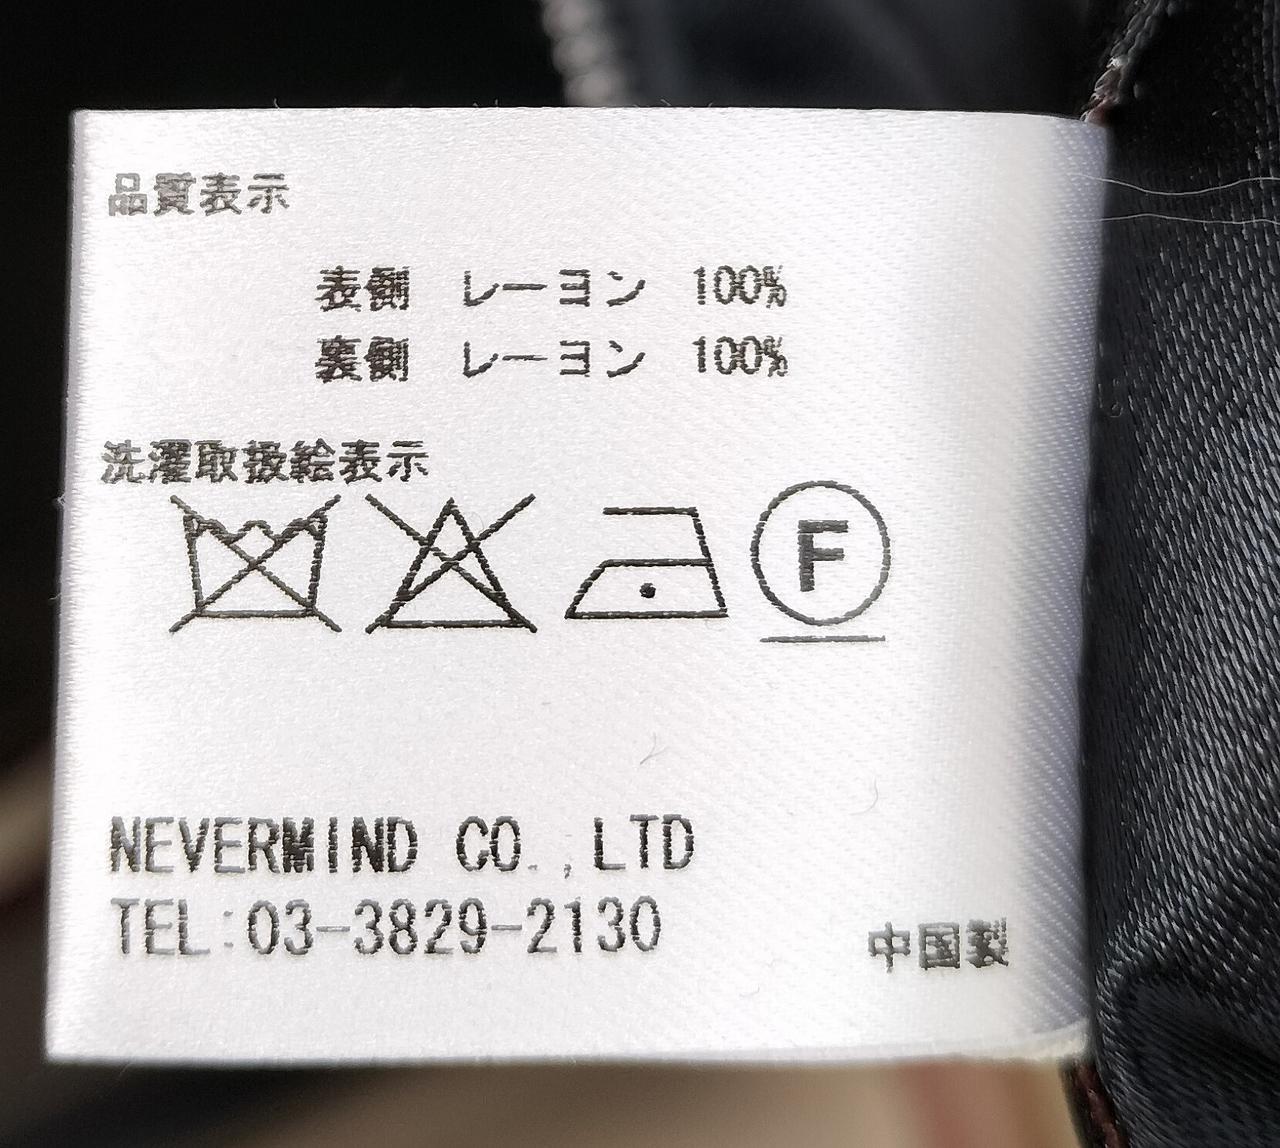 品質表示
表側 レーヨン 100%
裏側 レーヨン 100%
洗濯取扱絵表示
F
NEVERMIND CO.,LTD
TEL:03-3829-2130
中国製